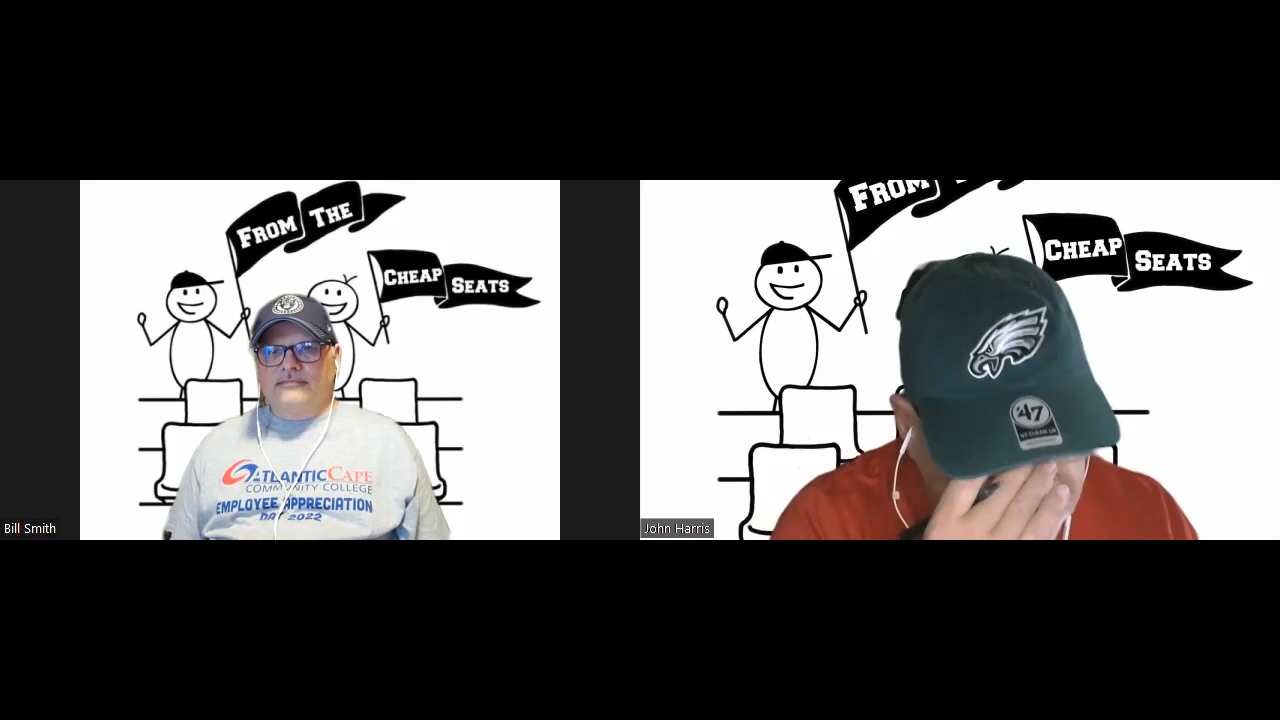 FROM THE
CHEAP SEATS
ATLANTICCAPE
COMMUNITY COLLEGE
EMPLOYEE APPRECIATION
DAY 2022
Bill Smith
FROM
CHEAP SEATS
47
John Harris